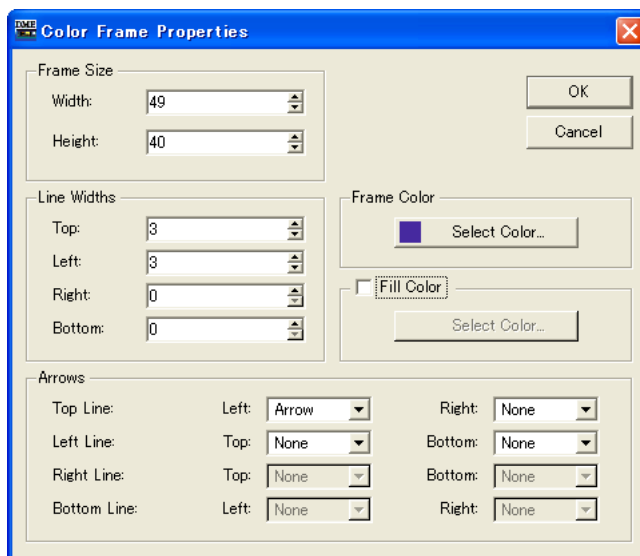 DME
Color Frame Properties
Frame Size
Width: 49
Height: 40
OK
Cancel
Line Widths
Top: 3
Left: 3
Right: 0
Bottom: 0
Frame Color
Select Color...
Fill Color
Select Color...
Arrows
Top Line: Left: Arrow Right: None
Left Line: Top: None Bottom: None
Right Line: Top: None Bottom: None
Bottom Line: Left: None Right: None